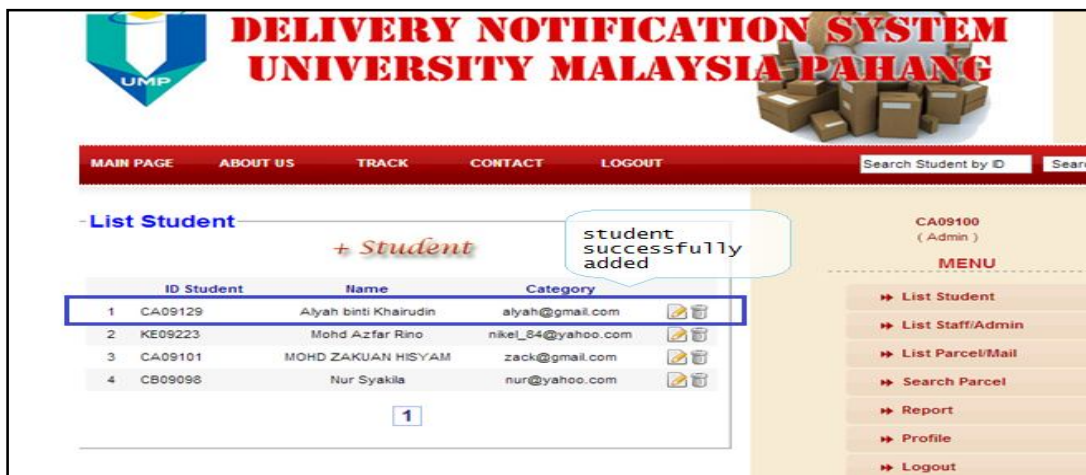 DELIVERY NOTIFICATION SYSTEM
UNIVERSITY MALAYSIA PAHANG
UMP
MAIN PAGE ABOUT US TRACK CONTACT LOGOUT Search Student by ID
List Student
+ Student
student
successfully
added
ID Student Name Category
1 CA09129 Alyah binti Khairudin alyah@gmail.com
2 KE09223 Mohd Azfar Rino nikel_84@yahoo.com
3 CA09101 MOHD ZAKUAN HISYAM zack@gmail.com
4 CB09098 Nur Syakila nur@yahoo.com
1
CA09100
( Admin )
MENU
List Student
List Staff/Admin
List Parcel/Mail
Search Parcel
Report
Profile
Logout